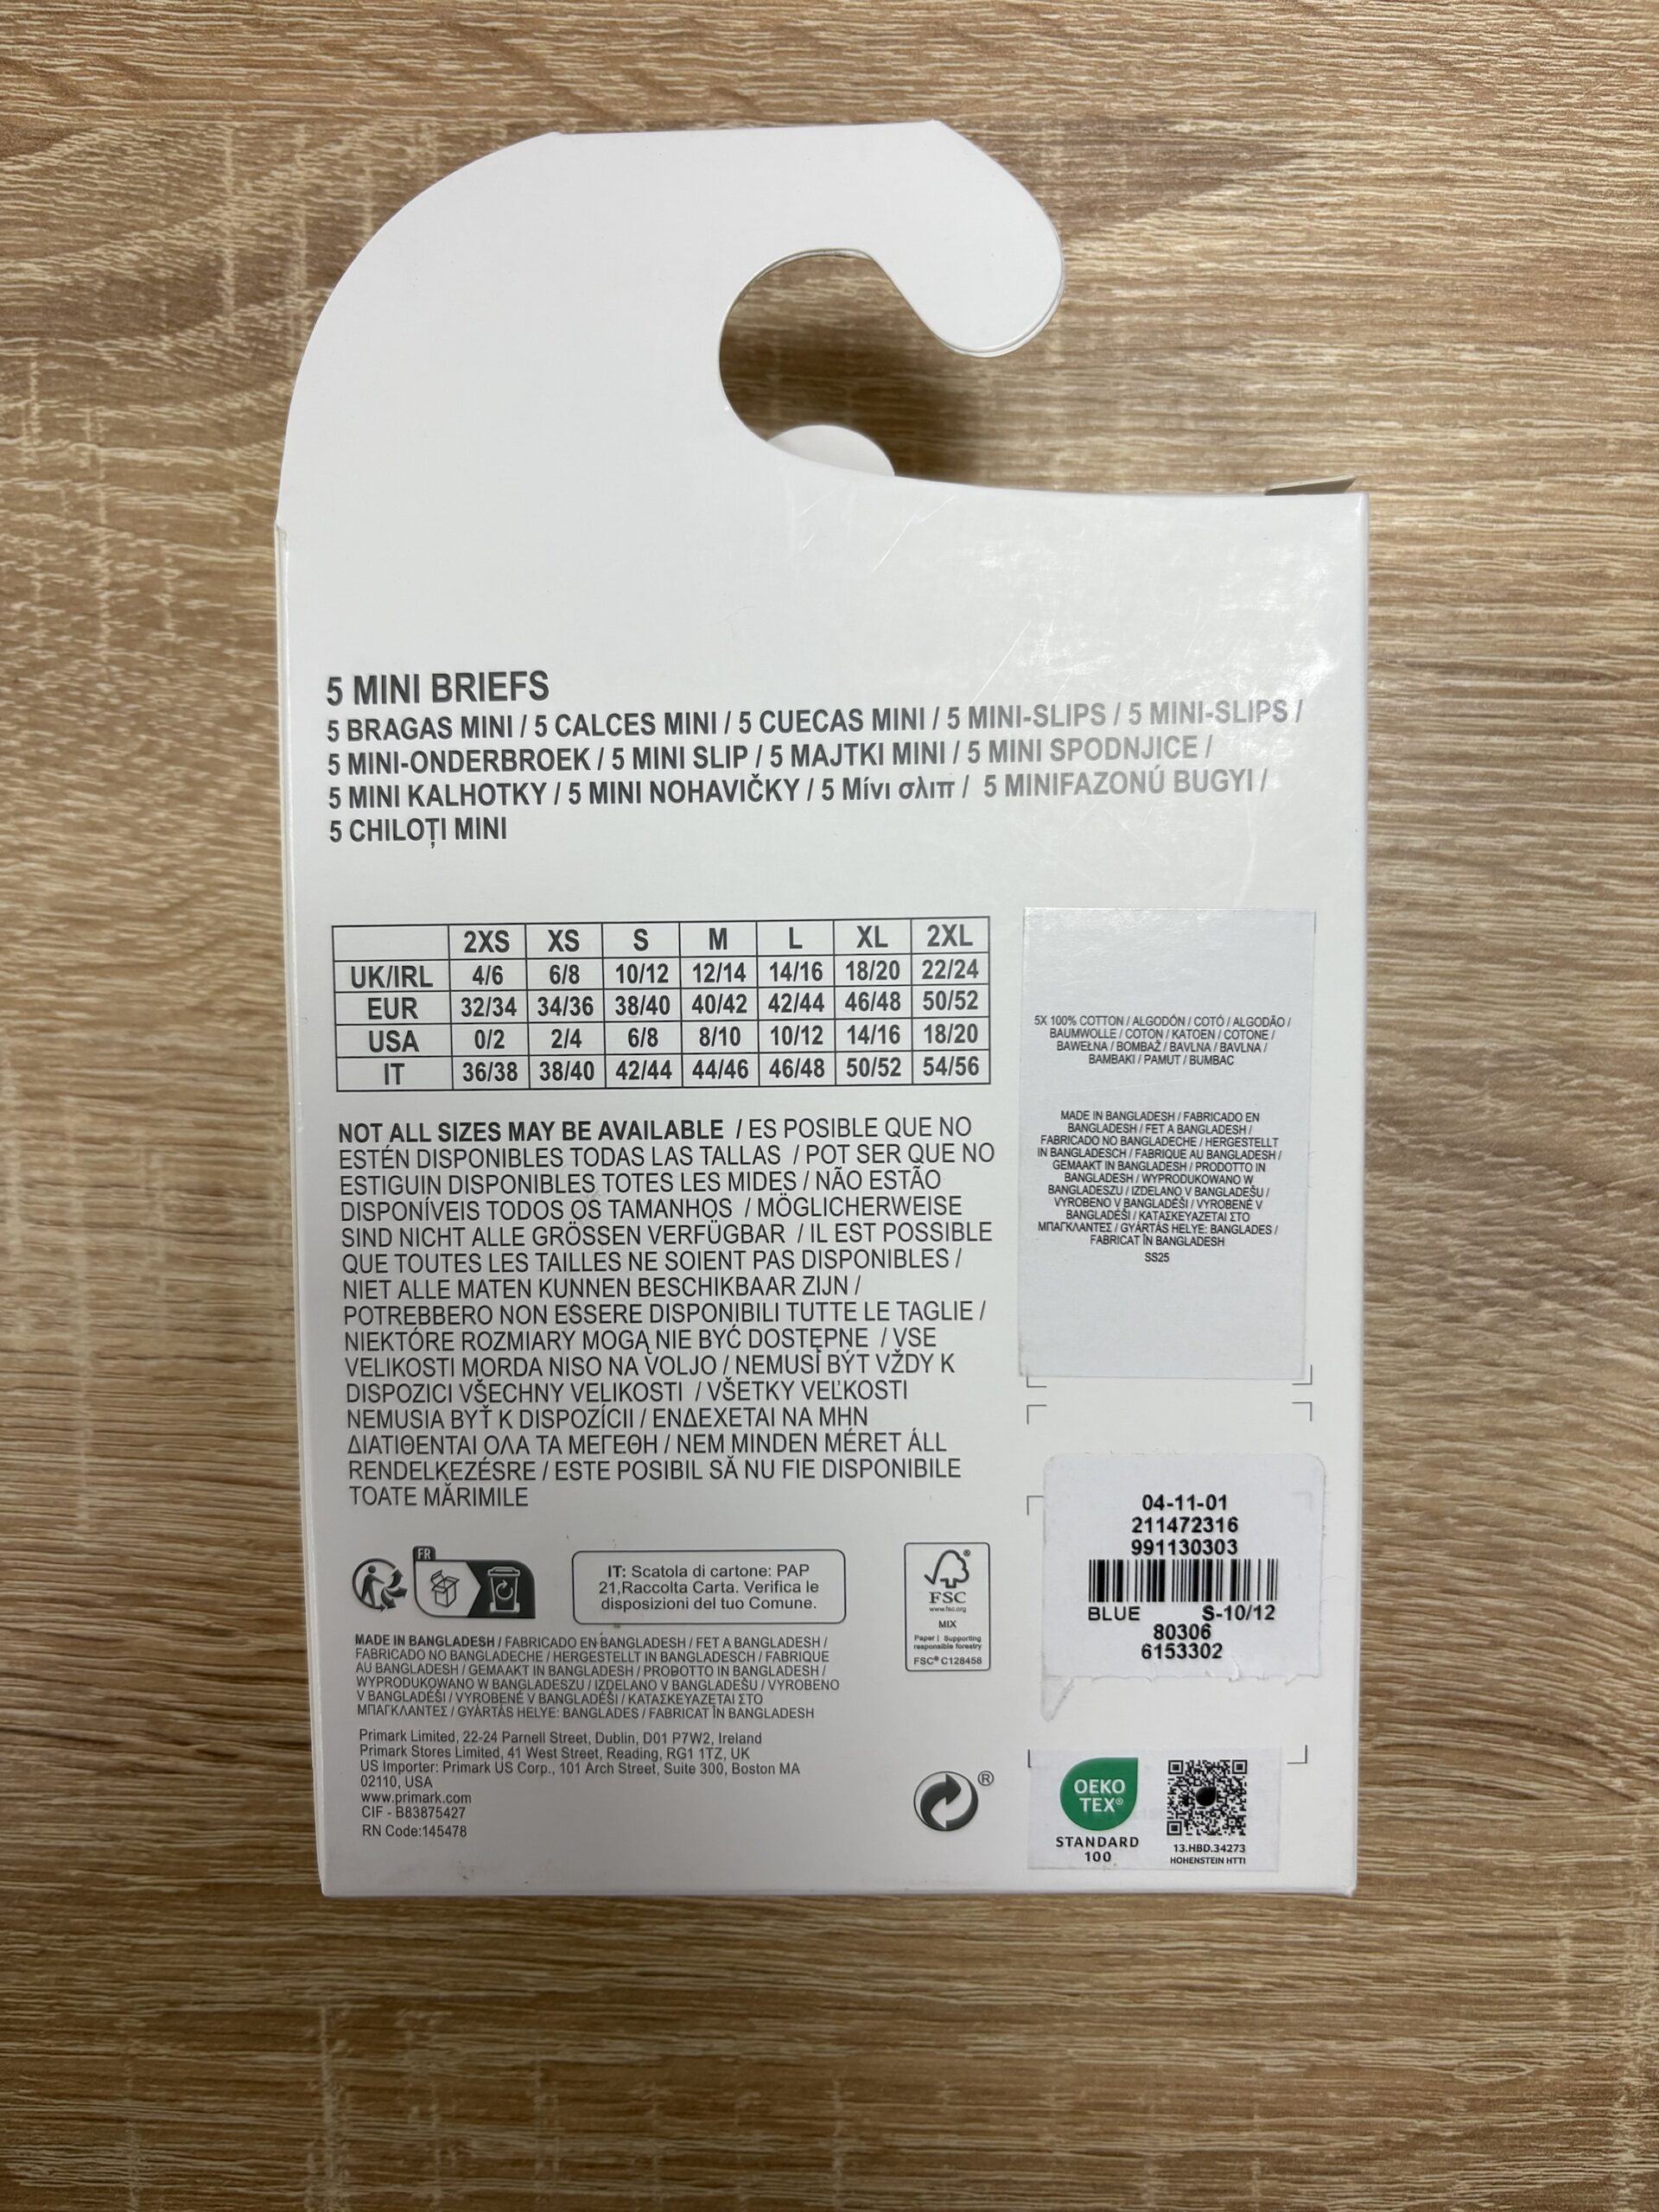 5 MINI BRIEFS
5 BRAGAS MINI / 5 CALCES MINI / 5 CUECAS MINI / 5 MINI-SLIPS / 5 MINI-SLIPS /
5 MINI-ONDERBROEK / 5 MINI SLIP / 5 MAJTKI MINI / 5 MINI SPODNJICE /
5 MINI KALHOTKY / 5 MINI NOHAVIČKY / 5 Μίνι σλιπ / 5 MINIFAZONÚ BUGYI /
5 CHILOȚI MINI
2XS XS S M L XL 2XL
UK/IRL 4/6 6/8 10/12 12/14 14/16 18/20 22/24
EUR 32/34 34/36 38/40 40/42 42/44 46/48 50/52
USA 0/2 2/4 6/8 8/10 10/12 14/16 18/20
IT 36/38 38/40 42/44 44/46 46/48 50/52 54/56
NOT ALL SIZES MAY BE AVAILABLE / ES POSIBLE QUE NO
ESTÉN DISPONIBLES TODAS LAS TALLAS / POT SER QUE NO
ESTIGUIN DISPONIBLES TOTES LES MIDES / NÃO ESTÃO
DISPONÍVEIS TODOS OS TAMANHOS / MÖGLICHERWEISE
SIND NICHT ALLE GRÖSSEN VERFÜGBAR / IL EST POSSIBLE
QUE TOUTES LES TAILLES NE SOIENT PAS DISPONIBLES /
NIET ALLE MATEN KUNNEN BESCHIKBAAR ZIJN /
POTREBBERO NON ESSERE DISPONIBILI TUTTE LE TAGLIE /
NIEKTÓRE ROZMIARY MOGĄ NIE BYĆ DOSTĘPNE / VSE
VELIKOSTI MORDA NISO NA VOLJO / NEMUSÍ BÝT VŽDY K
DISPOZICI VŠECHNY VELIKOSTI / VŠETKY VEĽKOSTI
NEMUSIA BYŤ K DISPOZÍCII / ΕΝΔΕΧΕΤΑΙ ΝΑ ΜΗΝ
ΔΙΑΤΙΘΕΝΤΑΙ ΟΛΑ ΤΑ ΜΕΓΕΘΗ / NEM MINDEN MÉRET ÁLL
RENDELKEZÉSRE / ESTE POSIBIL SĂ NU FIE DISPONIBILE
TOATE MĂRIMILE
FR
IT: Scatola di cartone: PAP
21,Raccolta Carta. Verifica le
disposizioni del tuo Comune.
FSC
www.fsc.org
MIX
Paper | Supporting
responsible forestry
FSC® C128458
MADE IN BANGLADESH / FABRICADO EN BANGLADESH / FET A BANGLADESH /
FABRICADO NO BANGLADECHE / HERGESTELLT IN BANGLADESCH / FABRIQUE
AU BANGLADESH / GEMAAKT IN BANGLADESH / PRODOTTO IN BANGLADESH /
WYPRODUKOWANO W BANGLADESZU / IZDELANO V BANGLADEŠU / VYROBENO
V BANGLADÉŠI / VYROBENÉ V BANGLADÉŠI / ΚΑΤΑΣΚΕΥΑΖΕΤΑΙ ΣΤΟ
ΜΠΑΓΚΛΑΝΤΕΣ / GYÁRTÁS HELYE: BANGLADES / FABRICAT ÎN BANGLADESH
Primark Limited, 22-24 Parnell Street, Dublin, D01 P7W2, Ireland
Primark Stores Limited, 41 West Street, Reading, RG1 1TZ, UK
US Importer: Primark US Corp., 101 Arch Street, Suite 300, Boston MA
02110, USA
www.primark.com
CIF - B83875427
RN Code:145478
®
5X 100% COTTON / ALGODÓN / COTÓ / ALGODÃO /
BAUMWOLLE / COTON / KATOEN / COTONE /
BAWEŁNA / BOMBAŽ / BAVLNA / BAVLNA /
BAMBAKI / PAMUT / BUMBAC
MADE IN BANGLADESH / FABRICADO EN
BANGLADESH / FET A BANGLADESH /
FABRICADO NO BANGLADECHE / HERGESTELLT
IN BANGLADESCH / FABRIQUE AU BANGLADESH /
GEMAAKT IN BANGLADESH / PRODOTTO IN
BANGLADESH / WYPRODUKOWANO W
BANGLADESZU / IZDELANO V BANGLADEŠU /
VYROBENO V BANGLADÉŠI / VYROBENÉ V
BANGLADÉŠI / ΚΑΤΑΣΚΕΥΑΖΕΤΑΙ ΣΤΟ
ΜΠΑΓΚΛΑΝΤΕΣ / GYÁRTÁS HELYE: BANGLADES /
FABRICAT ÎN BANGLADESH
SS25
04-11-01
211472316
991130303
BLUE S-10/12
80306
6153302
OEKO
TEX®
STANDARD
100
13.HBD.34273
HOHENSTEIN HTTI